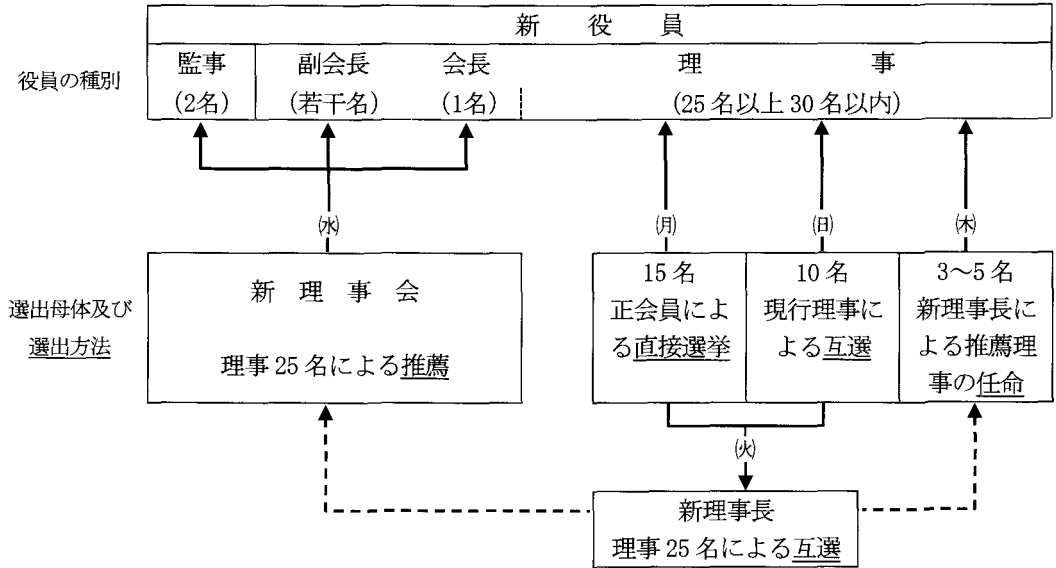 新 役 員
役員の種別
監事
(2名)
副会長
(若干名)
会長
(1名)
理 事
(25名以上30名以内)
㈬
㈪
㈰
㈭
選出母体及び
選出方法
新 理 事 会
理事25名による推薦
15名
正会員によ
る直接選挙
10名
現行理事に
よる互選
3~5名
新理事長に
よる推薦理
事の任命
㈫
新理事長
理事25名による互選